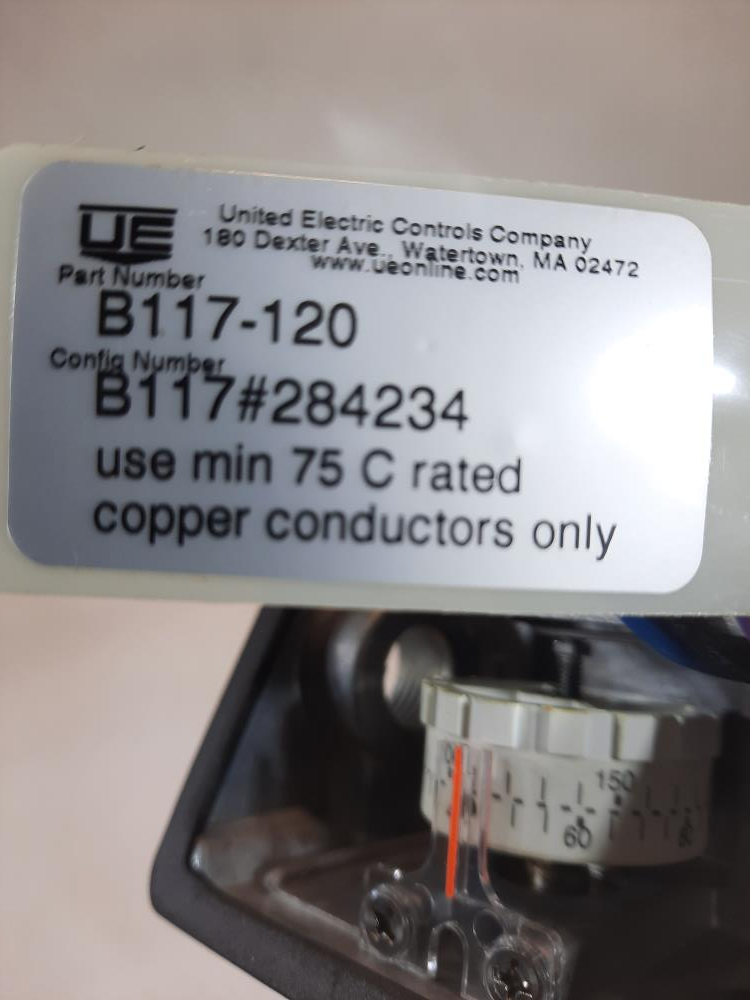 UE
United Electric Controls Company
180 Dexter Ave., Watertown, MA 02472
www.ueonline.com
Part Number
B117-120
Config Number
B117#284234
use min 75 C rated
copper conductors only
150
60